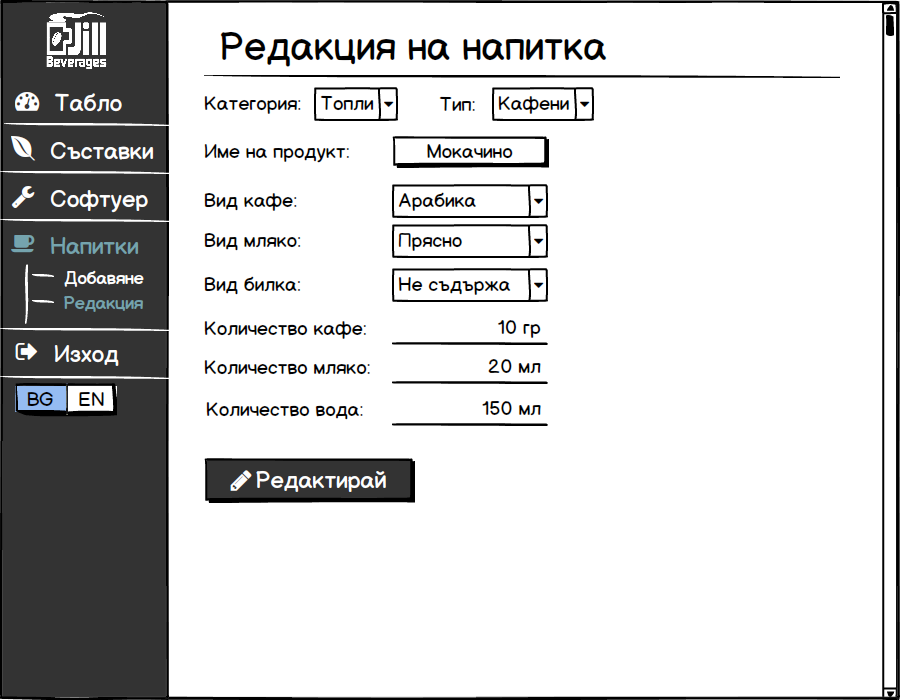 Jill
Beverages
Табло
Съставки
Софтуер
Напитки
Добавяне
Редакция
Изход
BG EN
Редакция на напитка
Категория: Топли Тип: Кафени
Име на продукт: Мокачино
Вид кафе: Арабика
Вид мляко: Прясно
Вид билка: Не съдържа
Количество кафе: 10 гр
Количество мляко: 20 мл
Количество вода: 150 мл
Редактирай